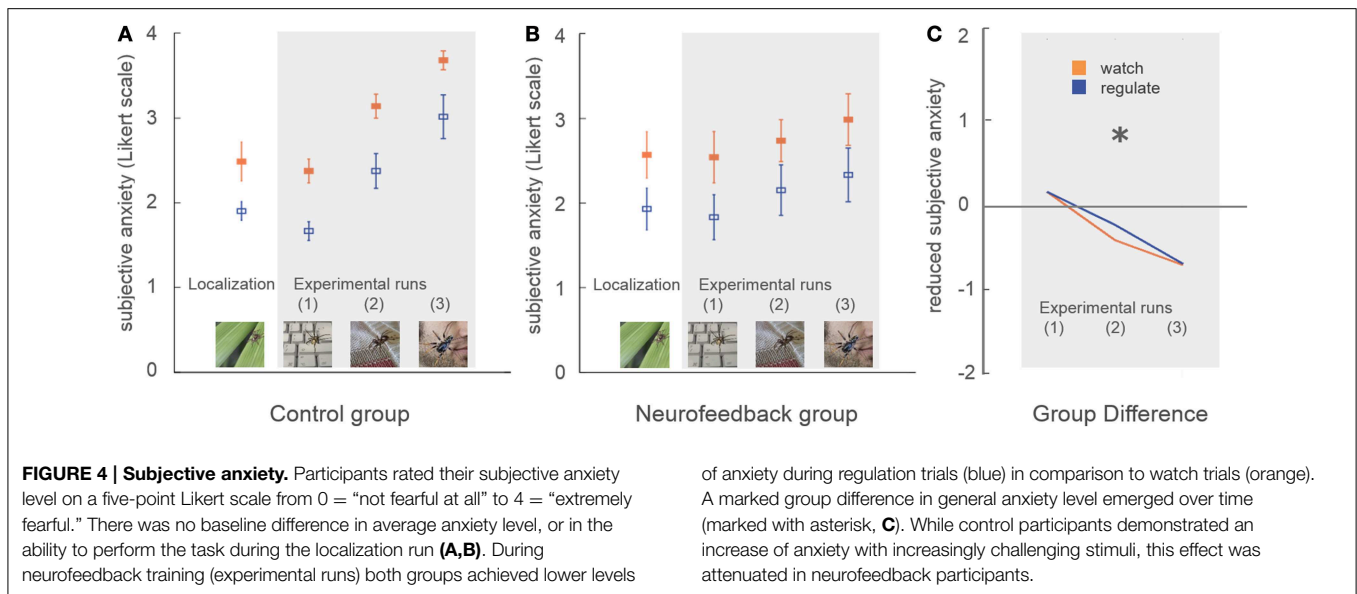 A
subjective anxiety (Likert scale)
4
3
2
1
0
Localization
Experimental runs
(1) (2) (3)
Control group
B
subjective anxiety (Likert scale)
4
3
2
1
0
Localization
Experimental runs
(1) (2) (3)
Neurofeedback group
C
reduced subjective anxiety
2
1
0
-1
-2
watch
regulate
*
Experimental runs
(1) (2) (3)
Group Difference
FIGURE 4 | Subjective anxiety. Participants rated their subjective anxiety
level on a five-point Likert scale from 0 = “not fearful at all” to 4 = “extremely
fearful.” There was no baseline difference in average anxiety level, or in the
ability to perform the task during the localization run (A,B). During
neurofeedback training (experimental runs) both groups achieved lower levels
of anxiety during regulation trials (blue) in comparison to watch trials (orange).
A marked group difference in general anxiety level emerged over time
(marked with asterisk, C). While control participants demonstrated an
increase of anxiety with increasingly challenging stimuli, this effect was
attenuated in neurofeedback participants.